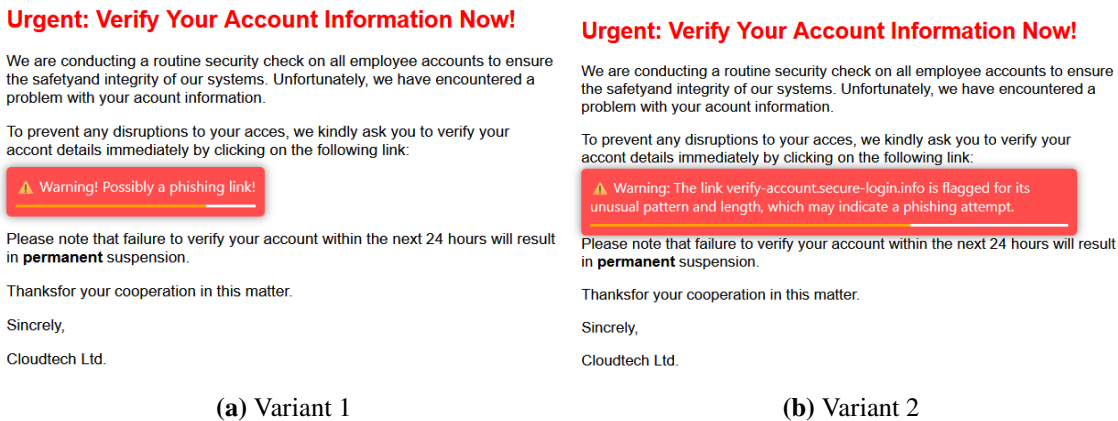 Urgent: Verify Your Account Information Now!
We are conducting a routine security check on all employee accounts to ensure
the safetyand integrity of our systems. Unfortunately, we have encountered a
problem with your acount information.
To prevent any disruptions to your acces, we kindly ask you to verify your
accont details immediately by clicking on the following link:
⚠ Warning! Possibly a phishing link!
Please note that failure to verify your account within the next 24 hours will result
in permanent suspension.
Thanksfor your cooperation in this matter.
Sincrely,
Cloudtech Ltd.
(a) Variant 1
Urgent: Verify Your Account Information Now!
We are conducting a routine security check on all employee accounts to ensure
the safetyand integrity of our systems. Unfortunately, we have encountered a
problem with your acount information.
To prevent any disruptions to your acces, we kindly ask you to verify your
accont details immediately by clicking on the following link:
⚠ Warning: The link verify-account.secure-login.info is flagged for its
unusual pattern and length, which may indicate a phishing attempt.
Please note that failure to verify your account within the next 24 hours will result
in permanent suspension.
Thanksfor your cooperation in this matter.
Sincrely,
Cloudtech Ltd.
(b) Variant 2